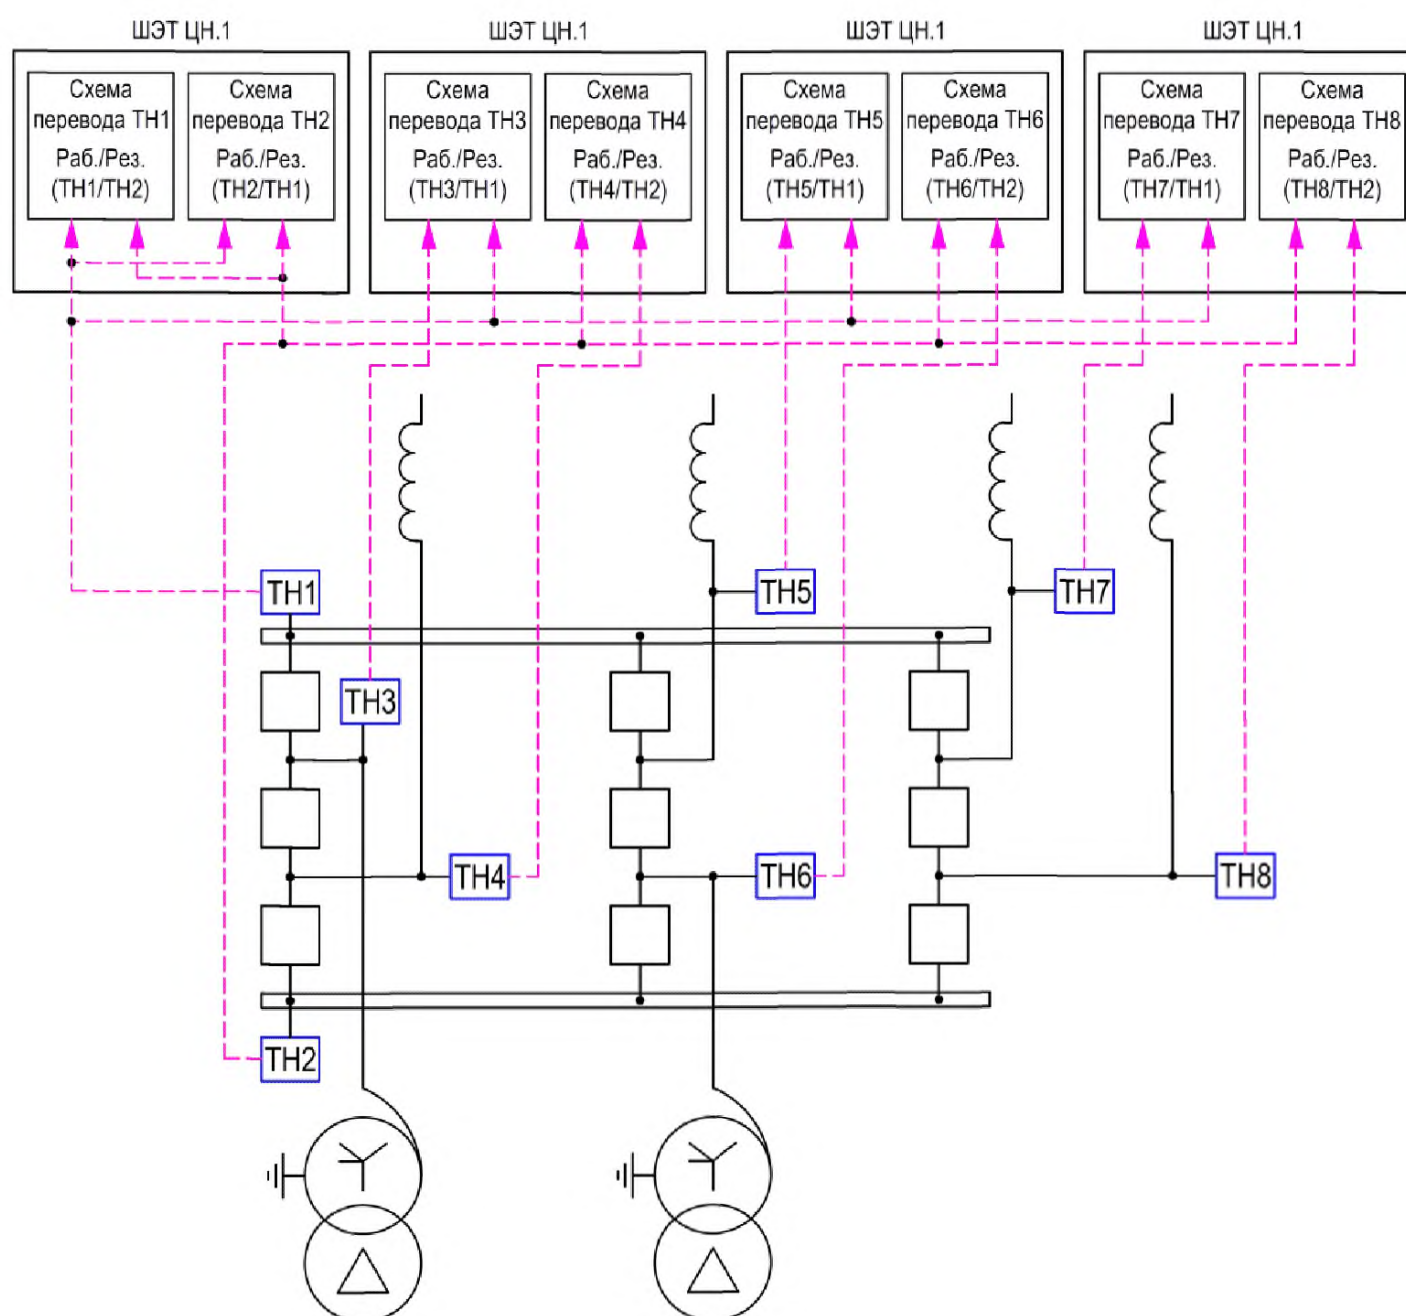 ШЭТ ЦН.1
ШЭТ ЦН.1
ШЭТ ЦН.1
ШЭТ ЦН.1
Схема
перевода ТН1
Раб./Рез.
(ТН1/ТН2)
Схема
перевода ТН2
Раб./Рез.
(ТН2/ТН1)
Схема
перевода ТН3
Раб./Рез.
(ТН3/ТН1)
Схема
перевода ТН4
Раб./Рез.
(ТН4/ТН2)
Схема
перевода ТН5
Раб./Рез.
(ТН5/ТН1)
Схема
перевода ТН6
Раб./Рез.
(ТН6/ТН2)
Схема
перевода ТН7
Раб./Рез.
(ТН7/ТН1)
Схема
перевода ТН8
Раб./Рез.
(ТН8/ТН2)
ТН1
ТН5
ТН7
ТН3
ТН4
ТН6
ТН8
ТН2